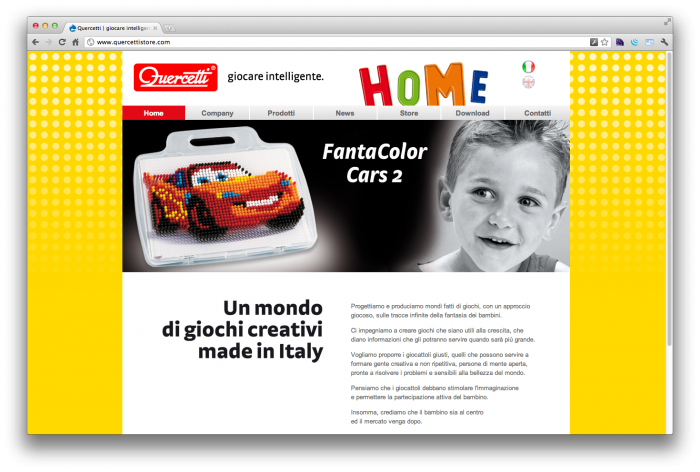 Quercetti | giocare intelligen
www.quercettistore.com
Quercetti®
giocare intelligente.
HOME
Home Company Prodotti News Store Download Contatti
FantaColor
Cars 2
Un mondo
di giochi creativi
made in Italy
Progettiamo e produciamo mondi fatti di giochi, con un approccio
giocoso, sulle tracce infinite della fantasia dei bambini.
Ci impegniamo a creare giochi che siano utili alla crescita, che
diano informazioni che gli potranno servire quando sarà più grande.
Vogliamo proporre i giocattoli giusti, quelli che possono servire a
formare gente creativa e non ripetitiva, persone di mente aperta,
pronte a risolvere i problemi e sensibili alla bellezza del mondo.
Pensiamo che i giocattoli debbano stimolare l'immaginazione
e permettere la partecipazione attiva del bambino.
Insomma, crediamo che il bambino sia al centro
ed il mercato venga dopo.